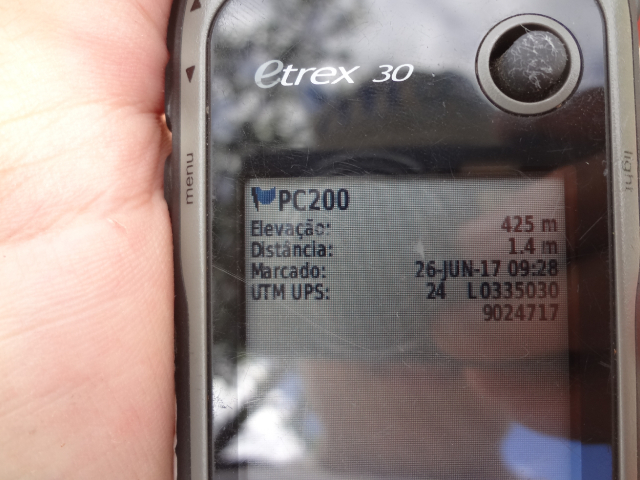 etrex 30
menu
light
PC200
Elevação: 425 m
Distância: 1.4 m
Marcado: 26-JUN-17 09:28
UTM UPS: 24 L0335030
9024717